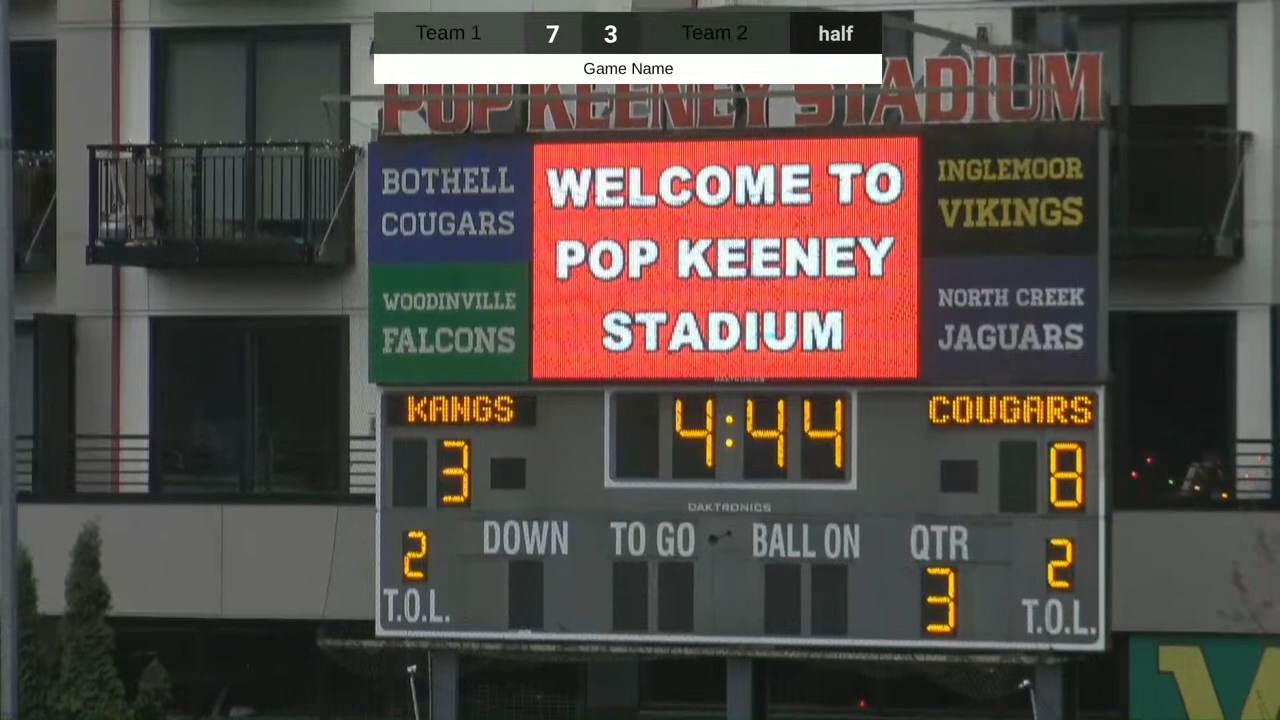 Team 1 7 3 Team 2 half
Game Name
POP KEENEY STADIUM
BOTHELL
COUGARS
WOODINVILLE
FALCONS
WELCOME TO
POP KEENEY
STADIUM
INGLEMOOR
VIKINGS
NORTH CREEK
JAGUARS
DAKTRONICS
KANGS
4:44
COUGARS
3
8
DAKTRONICS
DOWN TO GO BALL ON QTR
2
3
2
T.O.L.
T.O.L.